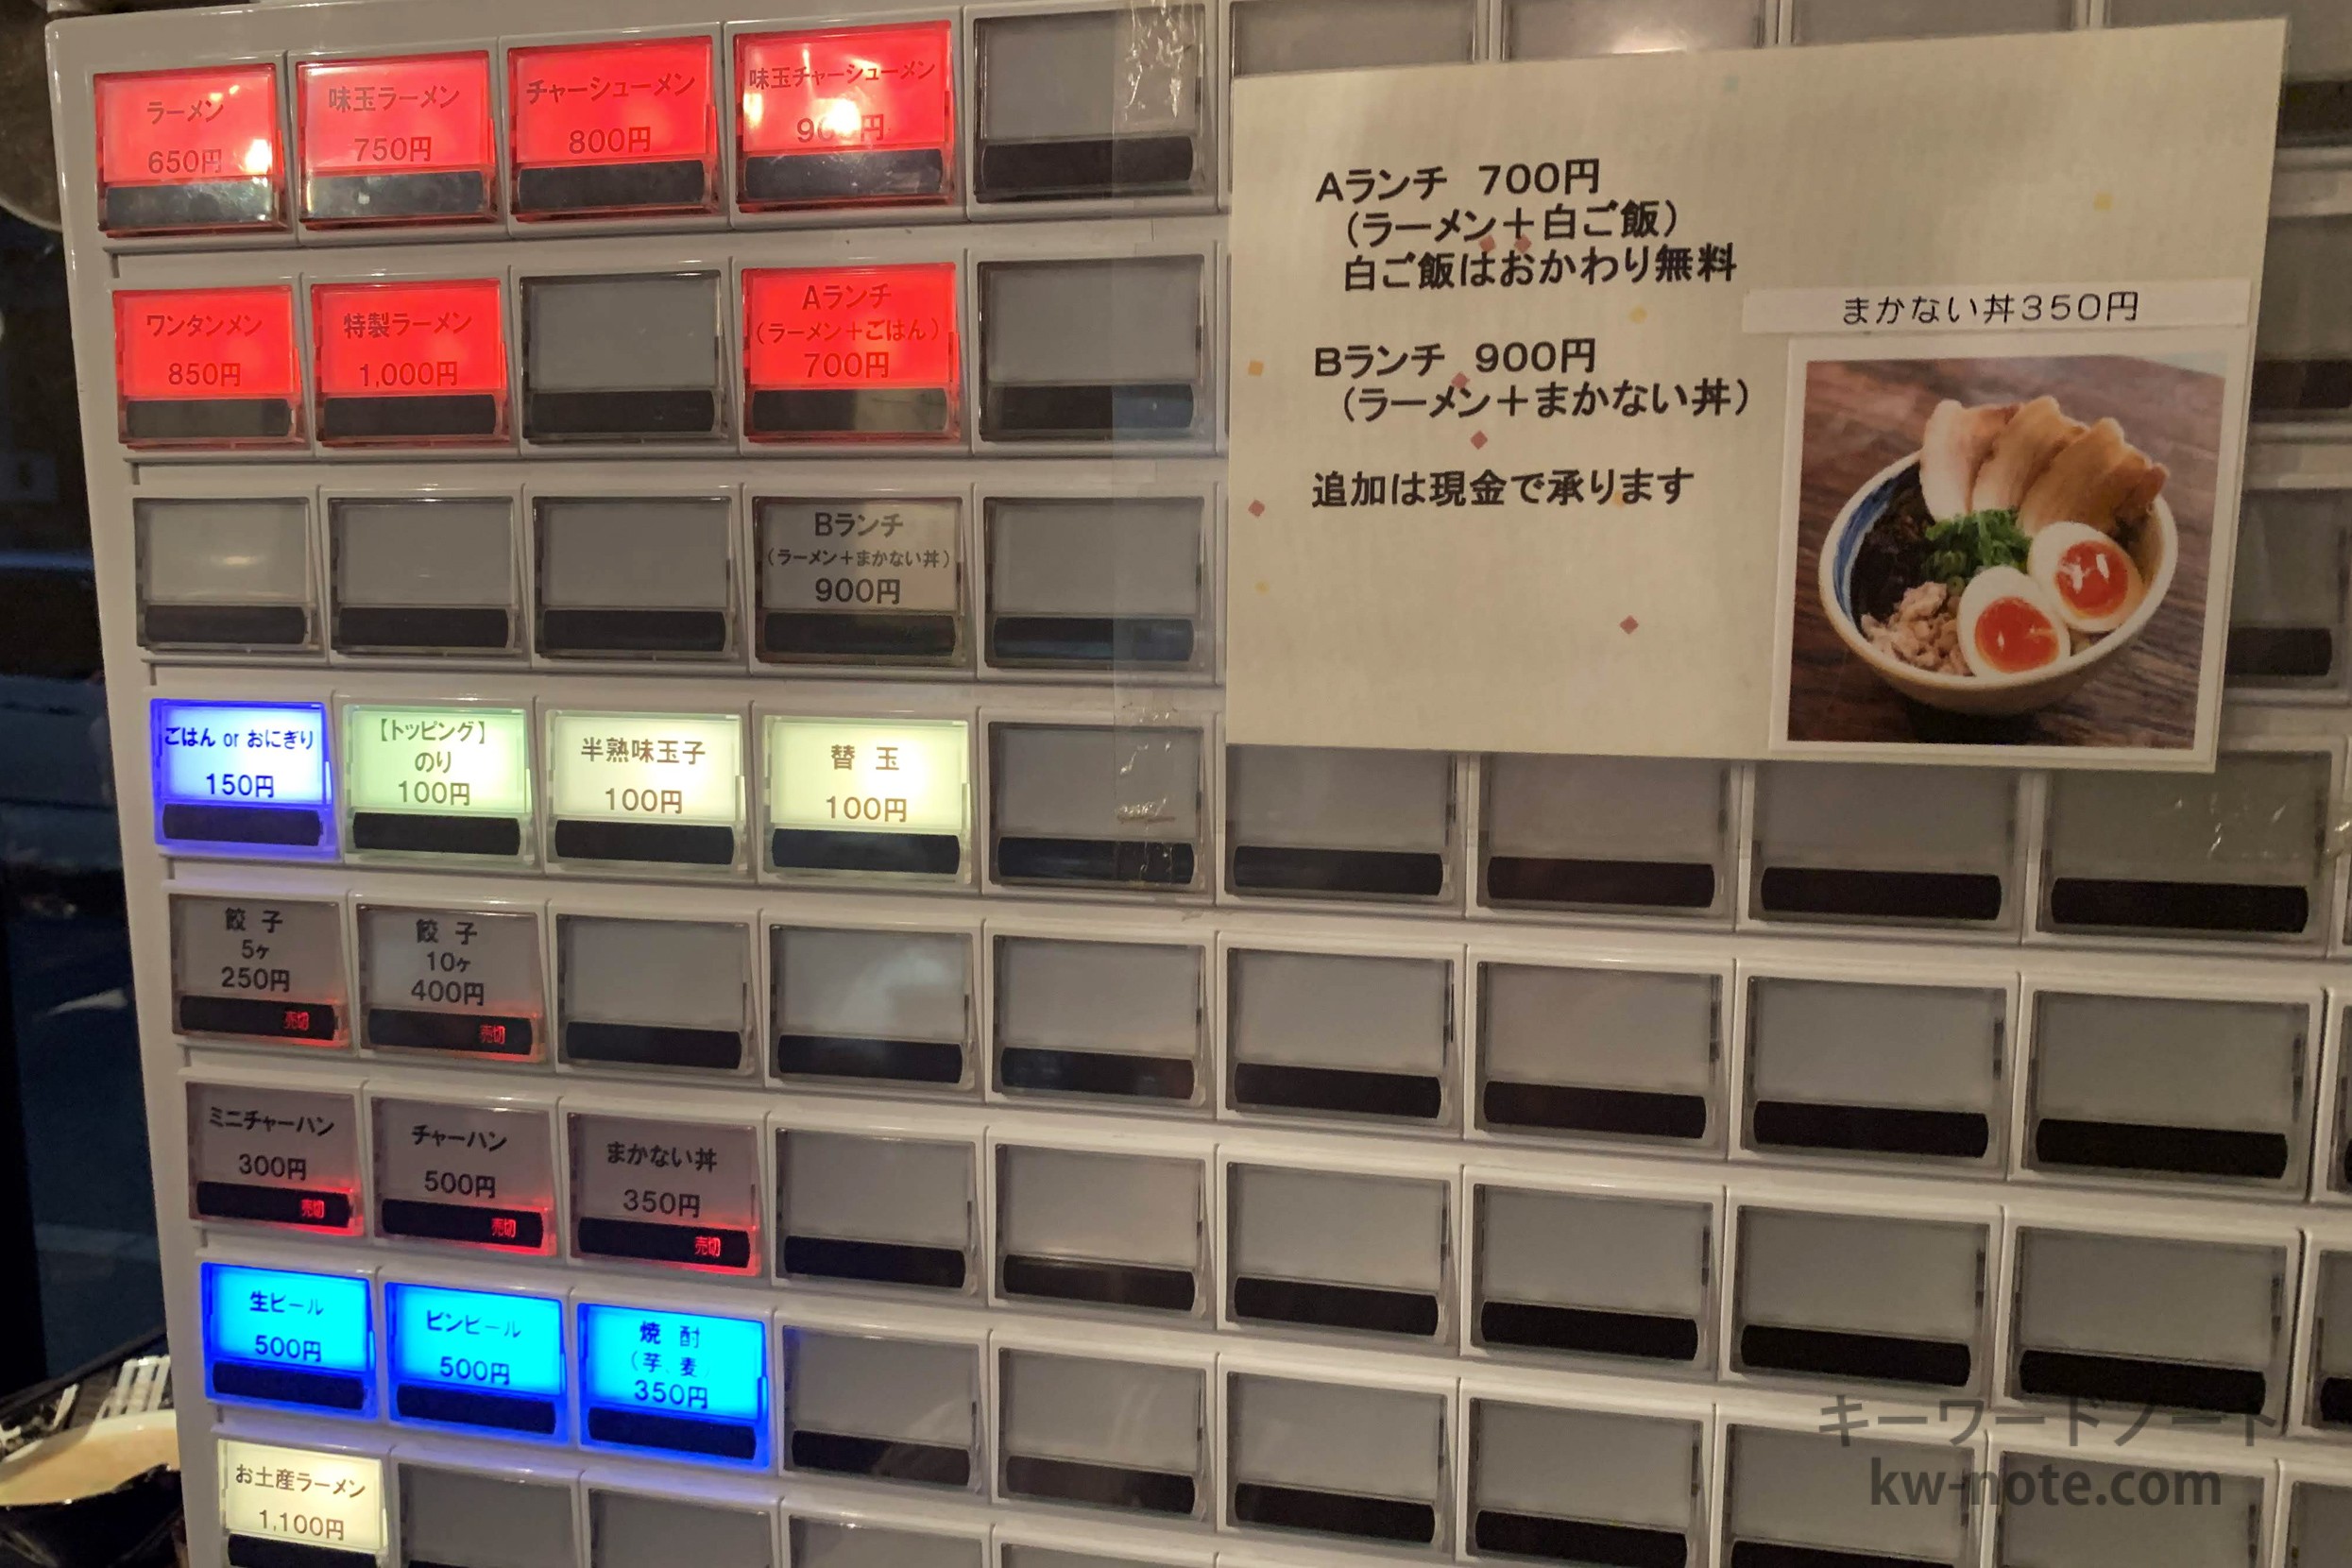 ラーメン
650円
味玉ラーメン
750円
チャーシューメン
800円
味玉チャーシューメン
円
ワンタンメン
850円
特製ラーメン
1,000円
Aランチ
(ラーメン+ごはん)
700円
Bランチ
(ラーメン+まかない丼)
900円
ごはん or おにぎり
150円
【トッピング】
のり
100円
半熟味玉子
100円
替 玉
100円
餃 子
5ヶ
250円
売切
餃 子
10ヶ
400円
売切
ミニチャーハン
300円
売切
チャーハン
500円
売切
まかない丼
350円
売切
生ビール
500円
ビンビール
500円
焼 酎
(芋、麦)
350円
お土産ラーメン
1,100円
Aランチ 700円
(ラーメン+白ご飯)
白ご飯はおかわり無料
Bランチ 900円
(ラーメン+まかない丼)
追加は現金で承ります
まかない丼350円
キーワードノート
kw-note.com